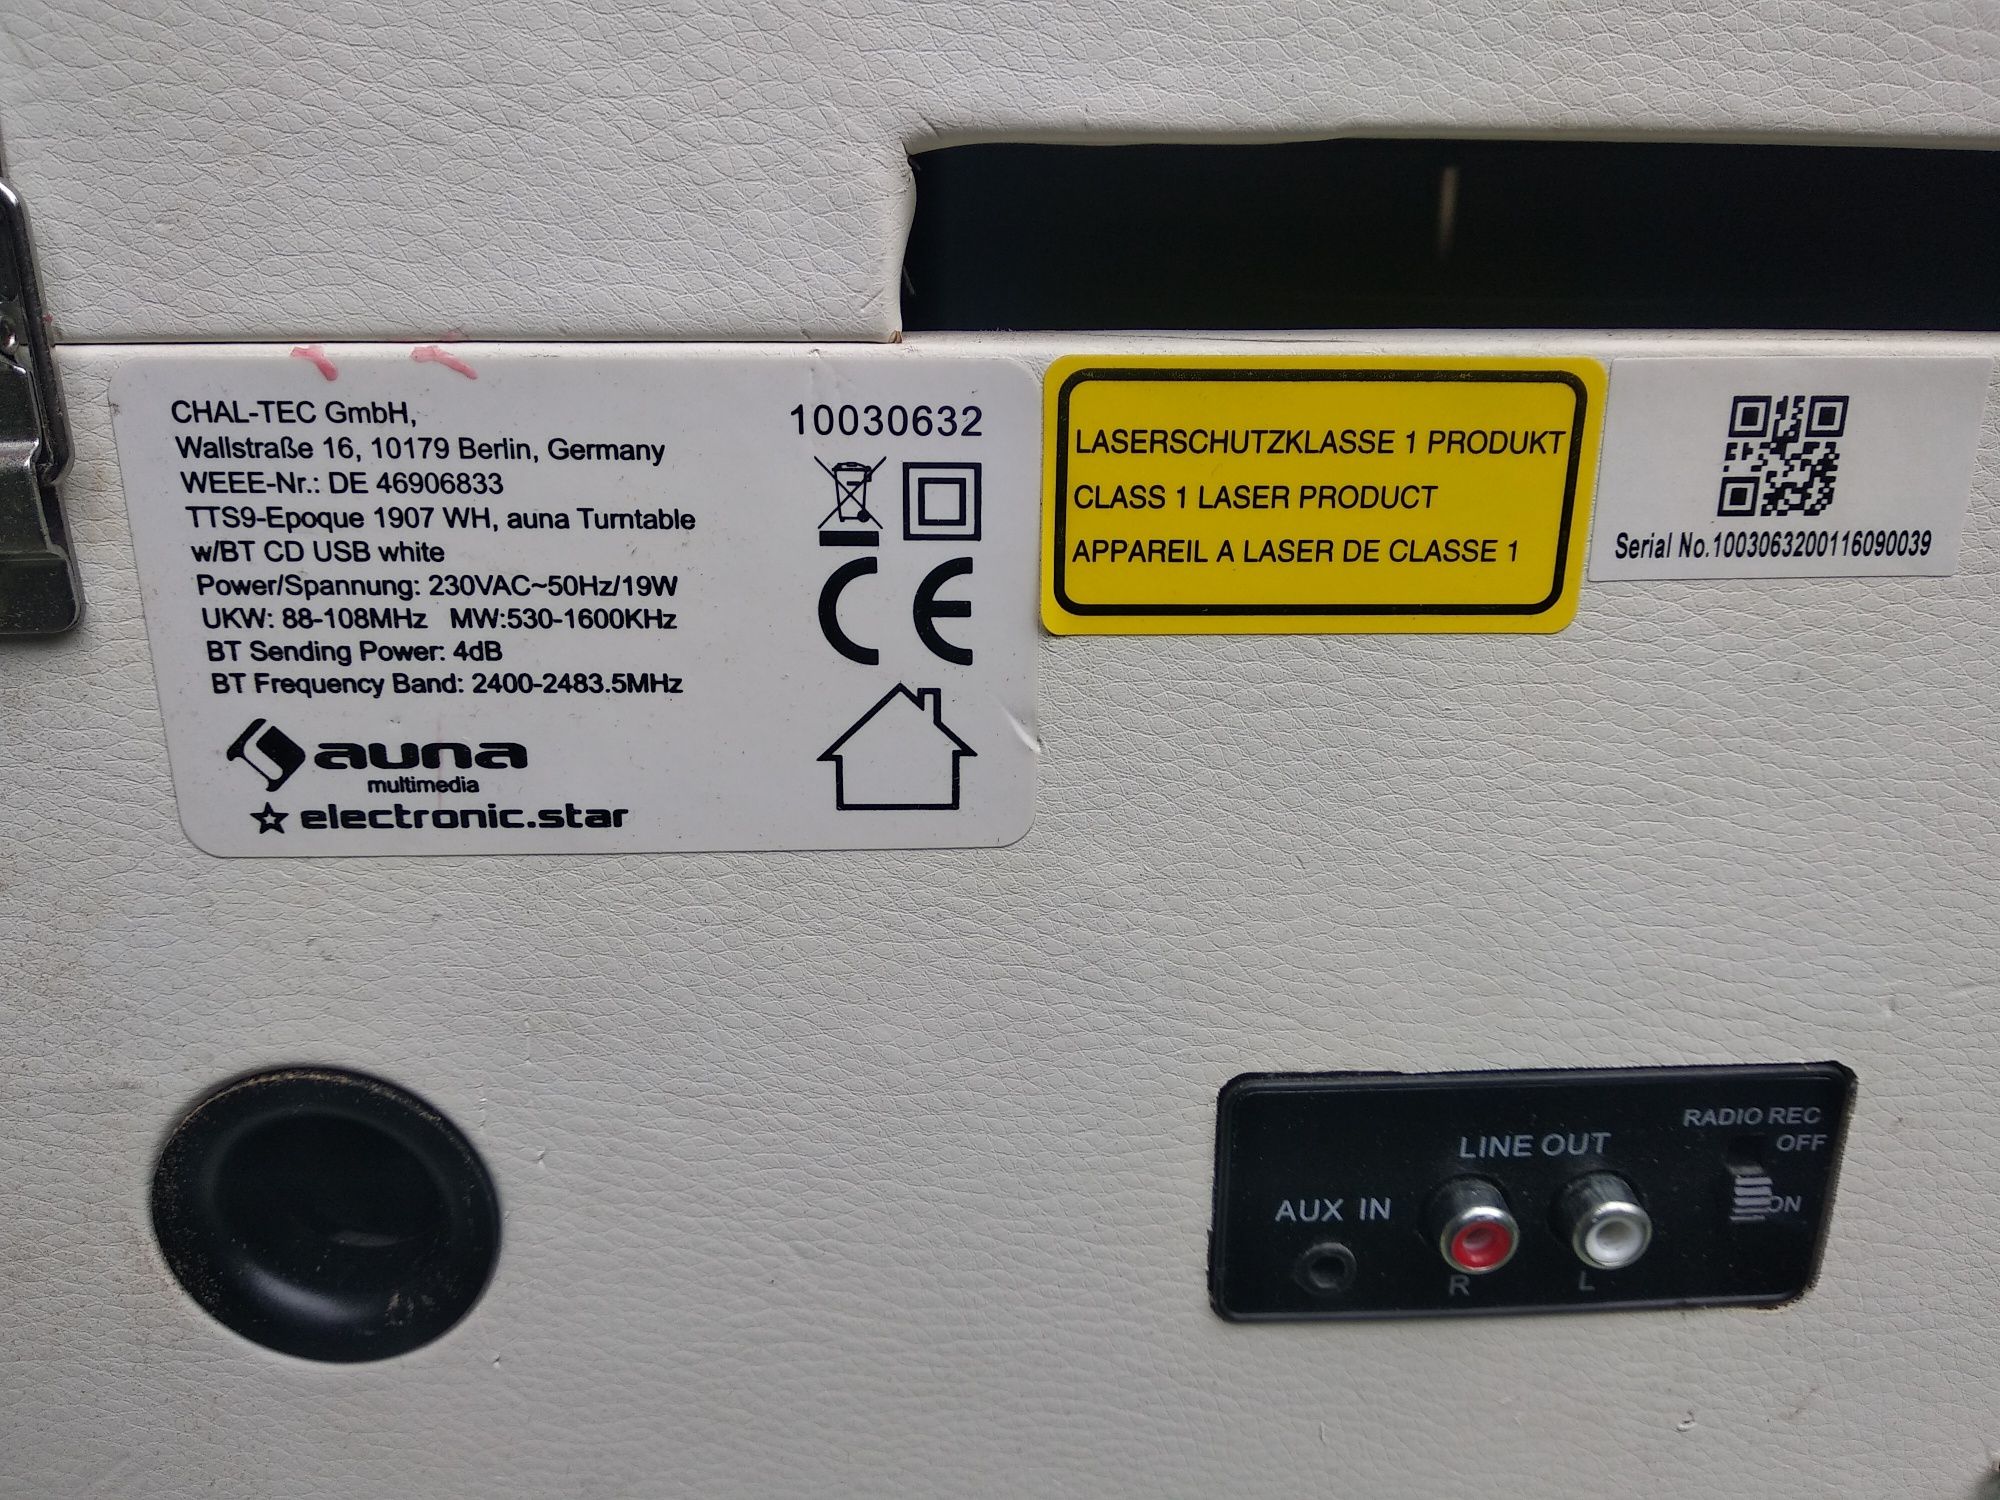 CHAL-TEC GmbH,
Wallstraße 16, 10179 Berlin, Germany
WEEE-Nr.: DE 46906833
TTS9-Epoque 1907 WH, auna Turntable
w/BT CD USB white
Power/Spannung: 230VAC~50Hz/19W
UKW: 88-108MHz MW:530-1600KHz
BT Sending Power: 4dB
BT Frequency Band: 2400-2483.5MHz
auna
multimedia
electronic.star
10030632
CE
LASERSCHUTZKLASSE 1 PRODUKT
CLASS 1 LASER PRODUCT
APPAREIL A LASER DE CLASSE 1
Serial No.1003063200116090039
AUX IN
LINE OUT
R L
RADIO REC
OFF
ON